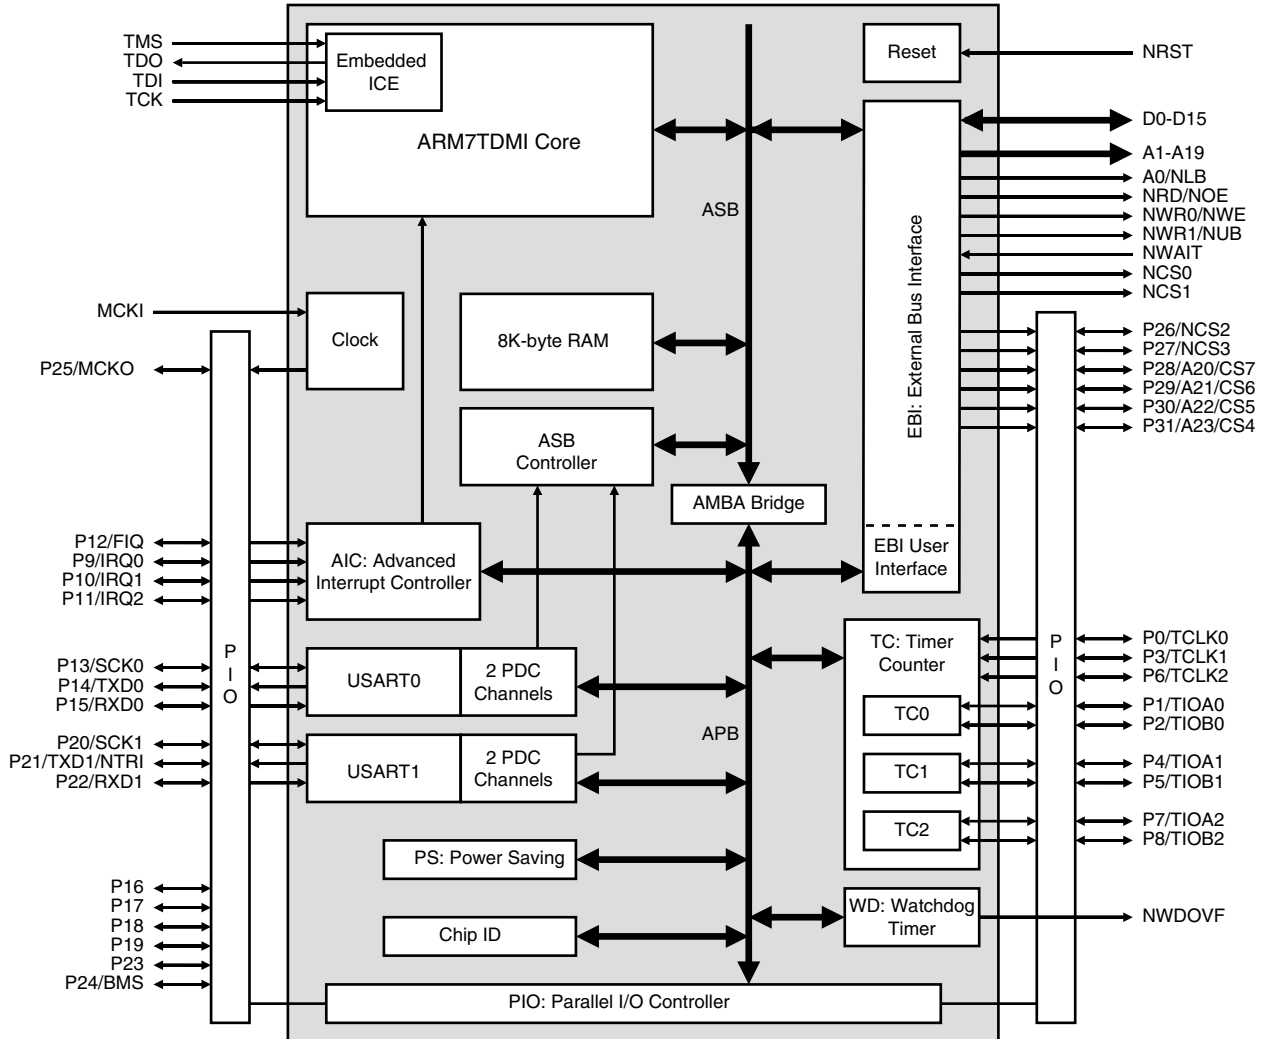 TMS
TDO
TDI
TCK
Embedded
ICE
ARM7TDMI Core
Reset
NRST
D0-D15
A1-A19
A0/NLB
NRD/NOE
NWR0/NWE
NWR1/NUB
NWAIT
NCS0
NCS1
ASB
EBI: External Bus Interface
MCKI
Clock
8K-byte RAM
P25/MCKO
P26/NCS2
P27/NCS3
P28/A20/CS7
P29/A21/CS6
P30/A22/CS5
P31/A23/CS4
ASB
Controller
AMBA Bridge
EBI User
Interface
P12/FIQ
P9/IRQ0
P10/IRQ1
P11/IRQ2
AIC: Advanced
Interrupt Controller
P
I
O
P13/SCK0
P14/TXD0
P15/RXD0
USART0
2 PDC
Channels
P20/SCK1
P21/TXD1/NTRI
P22/RXD1
USART1
2 PDC
Channels
APB
TC: Timer
Counter
TC0
TC1
TC2
P
I
O
P0/TCLK0
P3/TCLK1
P6/TCLK2
P1/TIOA0
P2/TIOB0
P4/TIOA1
P5/TIOB1
P7/TIOA2
P8/TIOB2
PS: Power Saving
Chip ID
WD: Watchdog
Timer
NWDOVF
P16
P17
P18
P19
P23
P24/BMS
PIO: Parallel I/O Controller